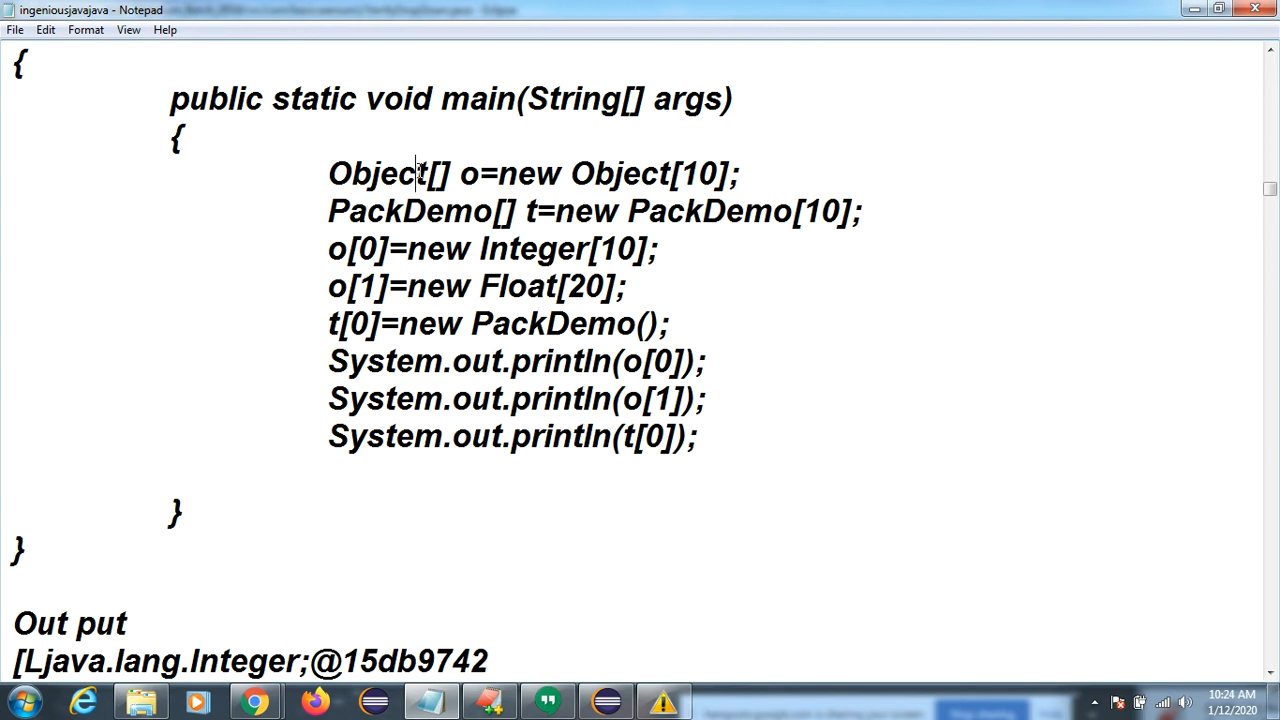 ingeniousjavajava - Notepad
File Edit Format View Help
{
public static void main(String[] args)
{
Object[] o=new Object[10];
PackDemo[] t=new PackDemo[10];
o[0]=new Integer[10];
o[1]=new Float[20];
t[0]=new PackDemo();
System.out.println(o[0]);
System.out.println(o[1]);
System.out.println(t[0]);
}
}
Out put
[Ljava.lang.Integer;@15db9742
10:24 AM
1/12/2020